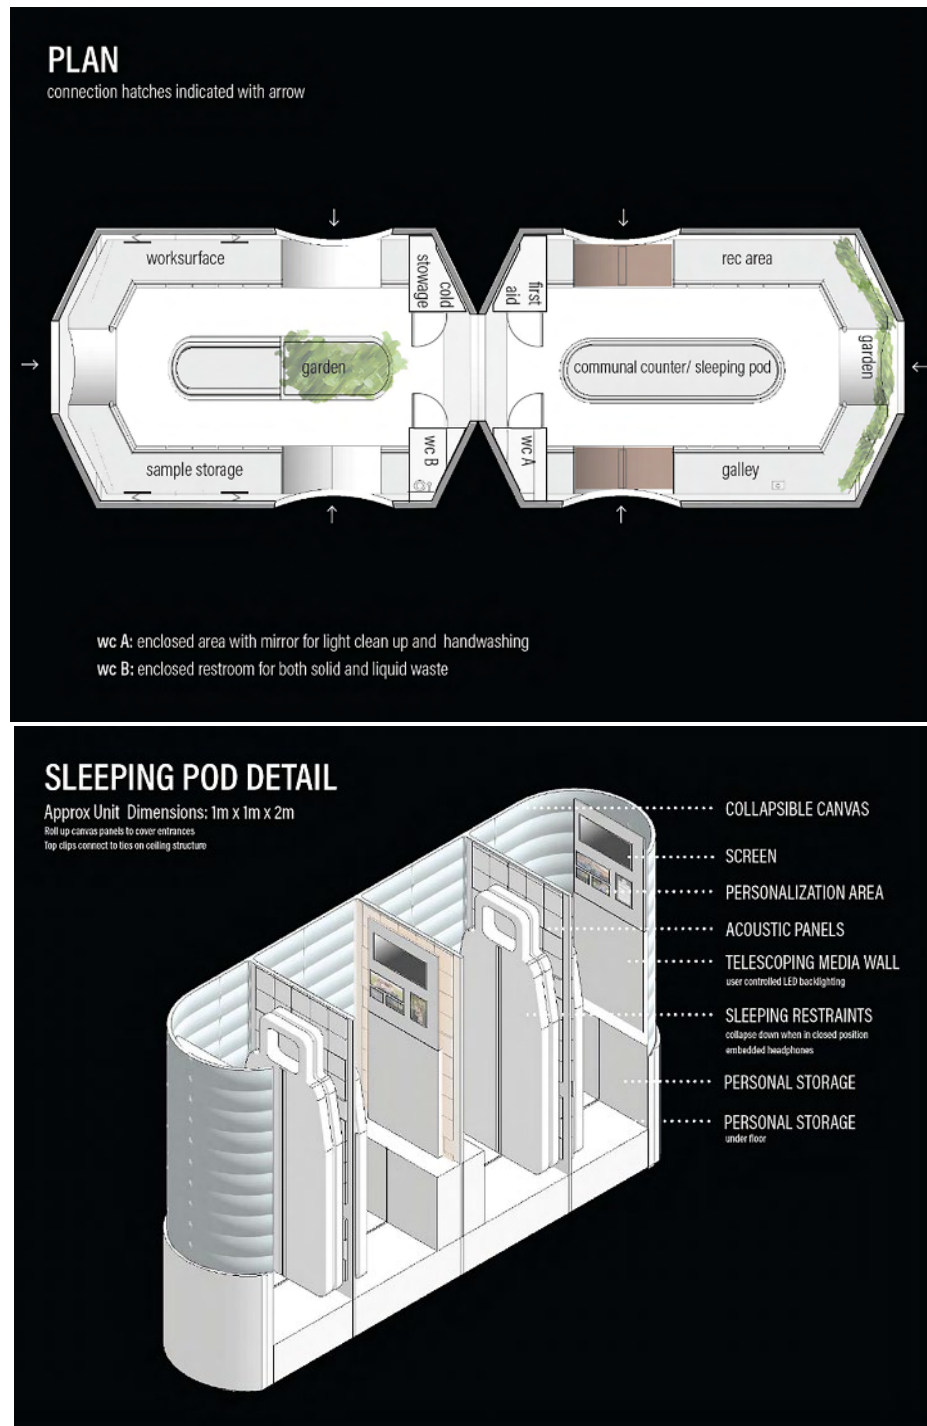 PLAN
connection hatches indicated with arrow
worksurface
cold
stowage
first
aid
rec area
garden
communal counter/ sleeping pod
garden
sample storage
wc B
wc A
galley
wc A: enclosed area with mirror for light clean up and handwashing
wc B: enclosed restroom for both solid and liquid waste
SLEEPING POD DETAIL
Approx Unit Dimensions: 1m x 1m x 2m
Roll up canvas panels to cover entrances
Top clips connect to ties on ceiling structure
COLLAPSIBLE CANVAS
SCREEN
PERSONALIZATION AREA
ACOUSTIC PANELS
TELESCOPING MEDIA WALL
user controlled LED backlighting
SLEEPING RESTRAINTS
collapse down when in closed position
embedded headphones
PERSONAL STORAGE
PERSONAL STORAGE
under floor